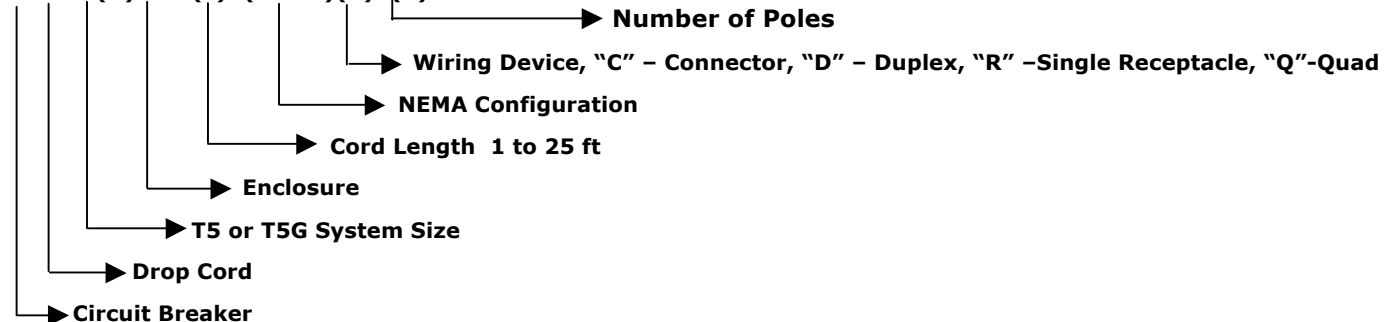 Number of Poles
Wiring Device, “C” – Connector, “D” – Duplex, “R” –Single Receptacle, “Q”-Quad
NEMA Configuration
Cord Length 1 to 25 ft
Enclosure
T5 or T5G System Size
Drop Cord
Circuit Breaker